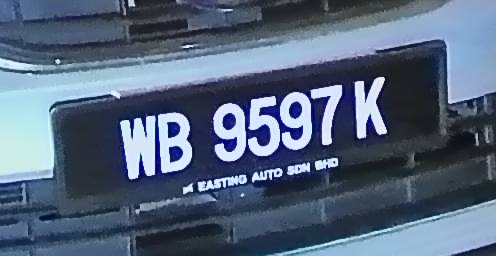 WB 9597 K
EASTING AUTO SDN BHD